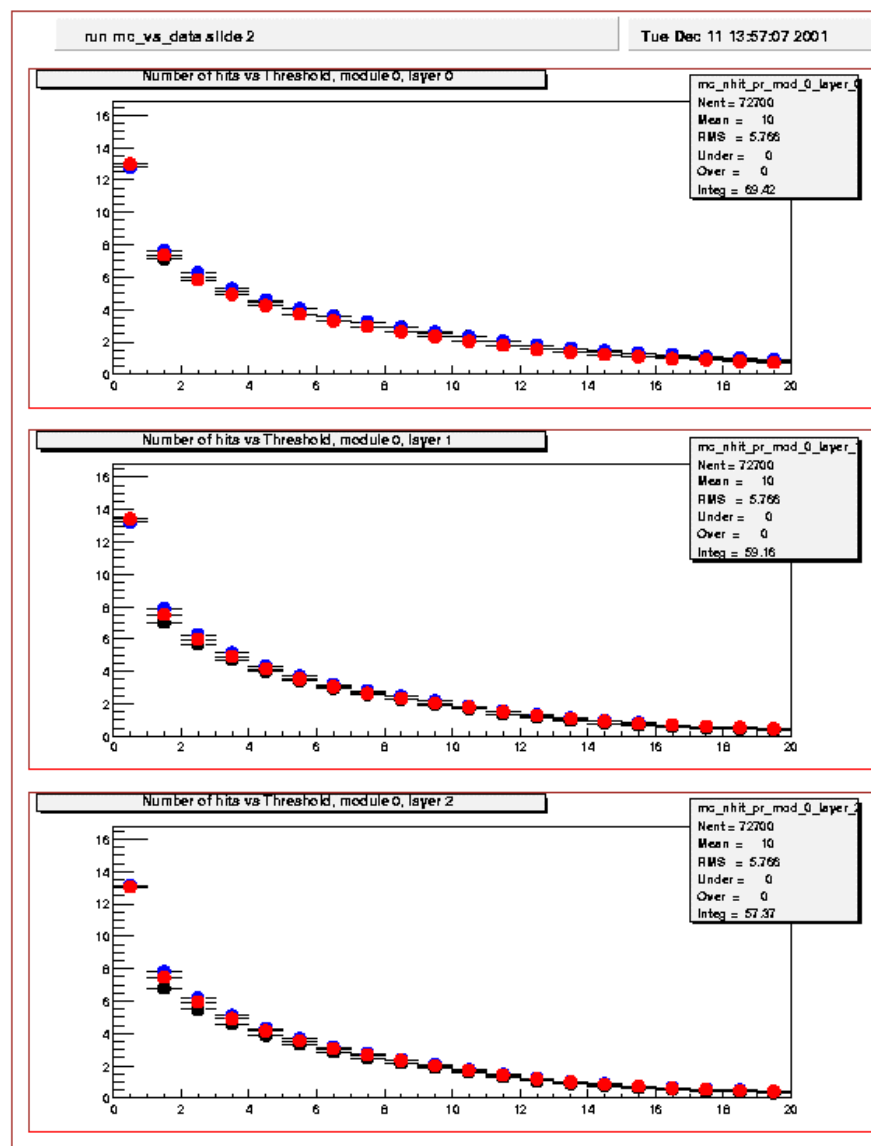 run mc_vs_data slide 2
Tue Dec 11 13:57:07 2001
Number of hits vs Threshold, module 0, layer 0
mc_nhit_pr_mod_0_layer_0
Nent = 72700
Mean = 10
RMS = 5.766
Under = 0
Over = 0
Integ = 69.42
16
14
12
10
8
6
4
2
0
0 2 4 6 8 10 12 14 16 18 20
Number of hits vs Threshold, module 0, layer 1
mc_nhit_pr_mod_0_layer_1
Nent = 72700
Mean = 10
RMS = 5.766
Under = 0
Over = 0
Integ = 59.16
16
14
12
10
8
6
4
2
0
0 2 4 6 8 10 12 14 16 18 20
Number of hits vs Threshold, module 0, layer 2
mc_nhit_pr_mod_0_layer_2
Nent = 72700
Mean = 10
RMS = 5.766
Under = 0
Over = 0
Integ = 57.37
16
14
12
10
8
6
4
2
0
0 2 4 6 8 10 12 14 16 18 20